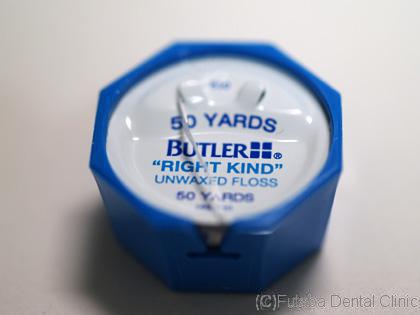 50 YARDS
BUTLER®
"RIGHT KIND"
UNWAXED FLOSS
50 YARDS
(C)Futaba Dental Clinic